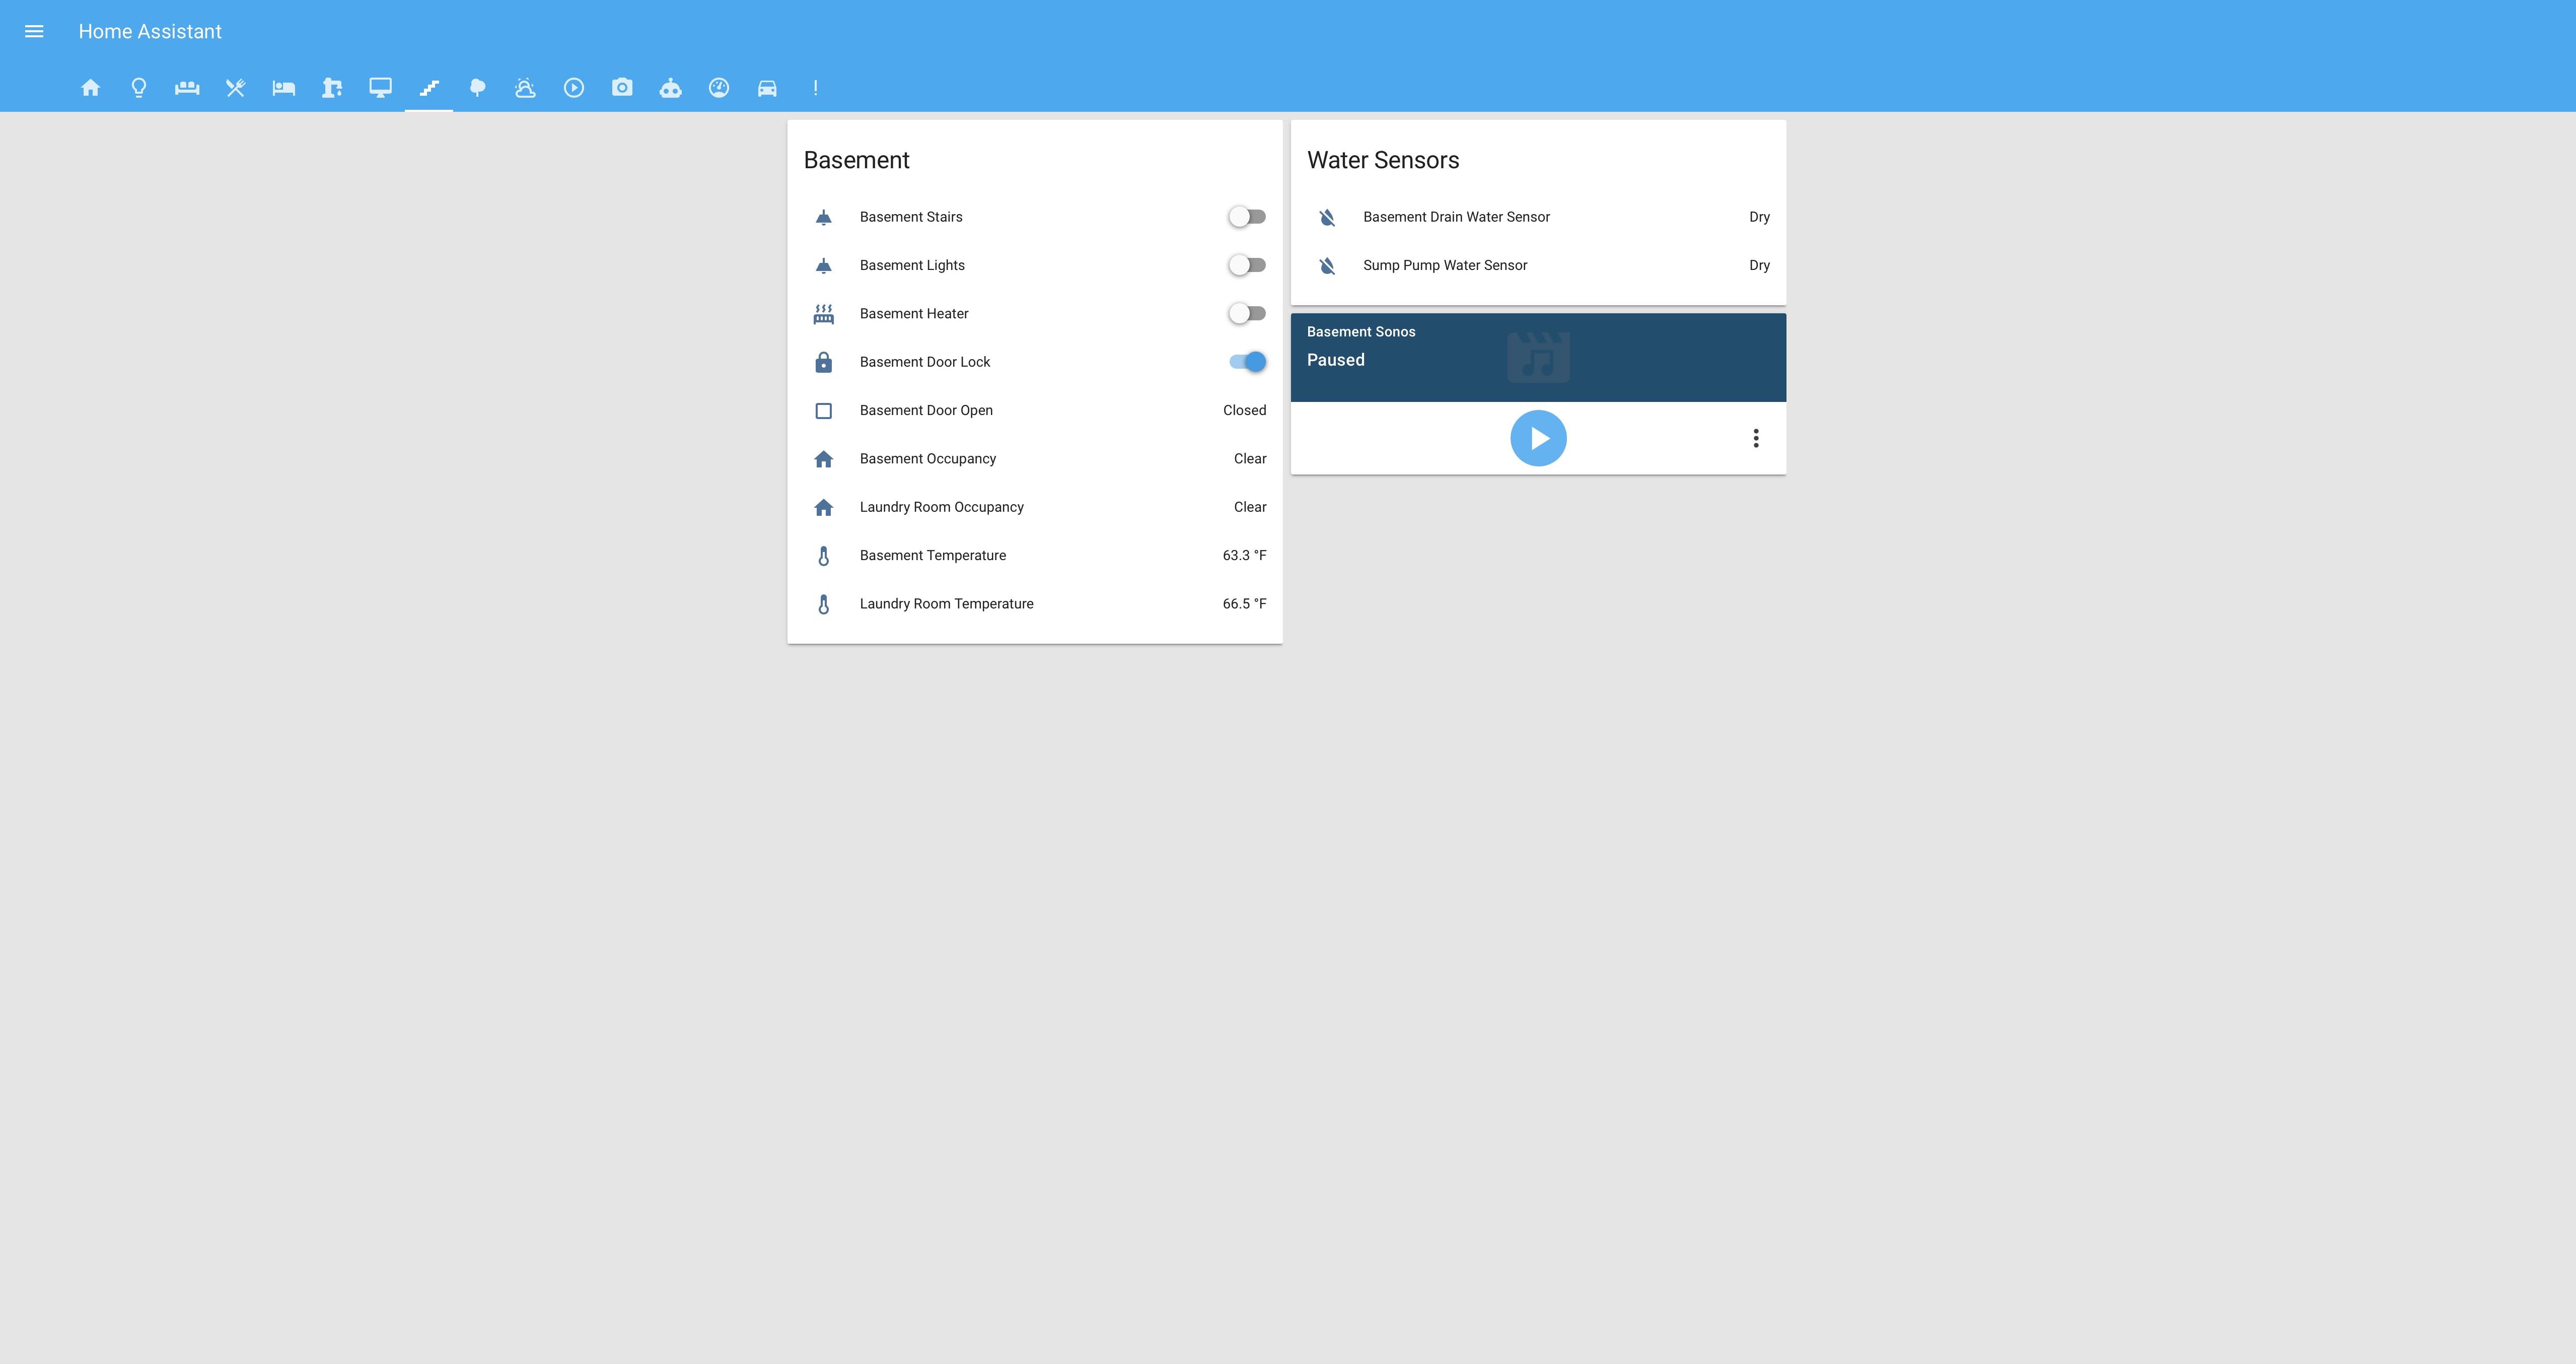 Home Assistant
Basement
Basement Stairs
Basement Lights
Basement Heater
Basement Door Lock
Basement Door Open Closed
Basement Occupancy Clear
Laundry Room Occupancy Clear
Basement Temperature 63.3 °F
Laundry Room Temperature 66.5 °F
Water Sensors
Basement Drain Water Sensor Dry
Sump Pump Water Sensor Dry
Basement Sonos
Paused